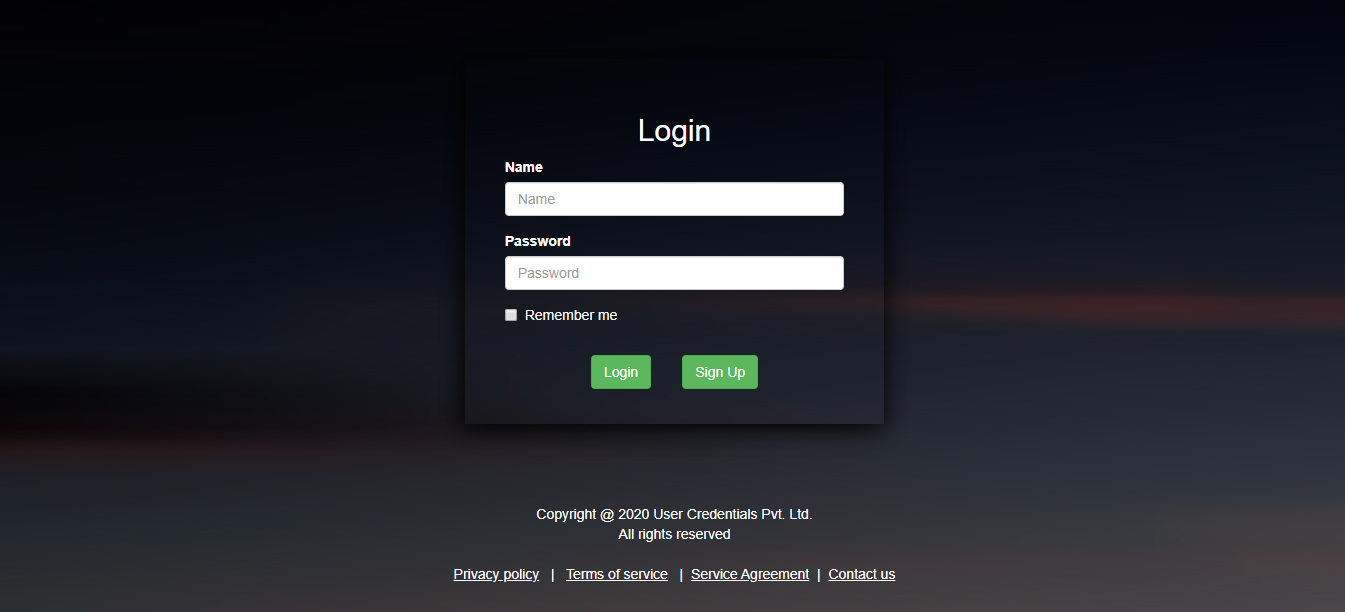 Login
Name
Name
Password
Password
Remember me
Login Sign Up
Copyright @ 2020 User Credentials Pvt. Ltd.
All rights reserved
Privacy policy | Terms of service | Service Agreement | Contact us